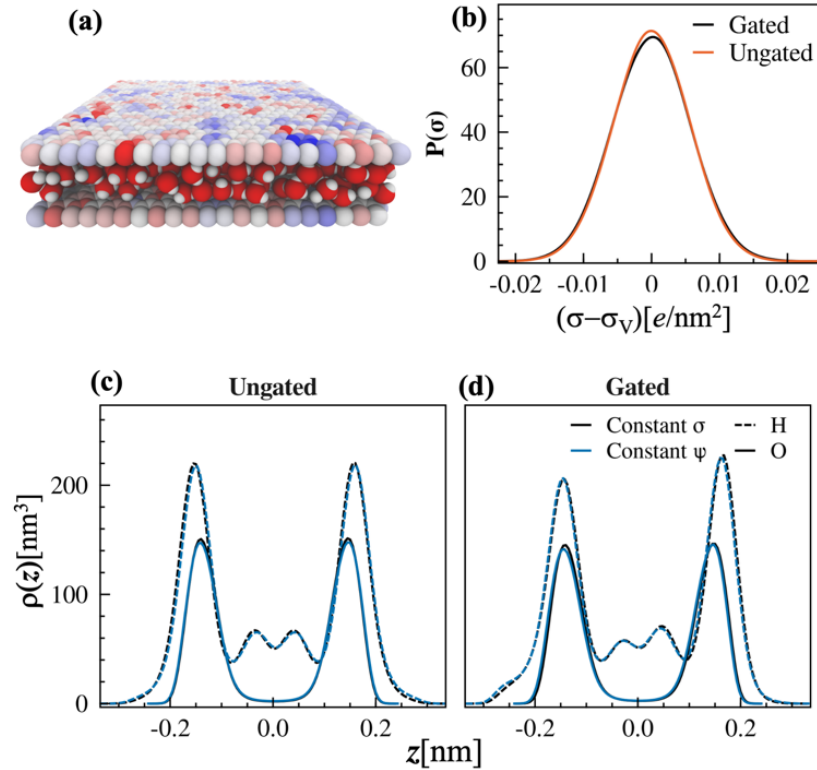 (a)
(b)
Gated
Ungated
P(σ)
60
40
20
0
-0.02 -0.01 0 0.01 0.02
(σ−σV)[e/nm²]
(c) Ungated
(d) Gated
Constant σ
Constant ψ
H
O
ρ(z)[nm³]
200
100
0
-0.2 0.0 0.2
-0.2 0.0 0.2
z[nm]